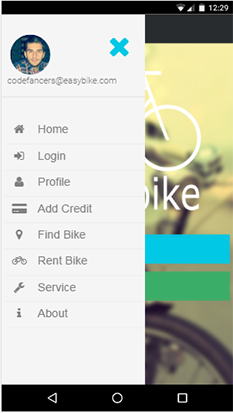 12:29
codefancers@easybike.com
Home
Login
Profile
Add Credit
bike
Find Bike
Rent Bike
Service
About